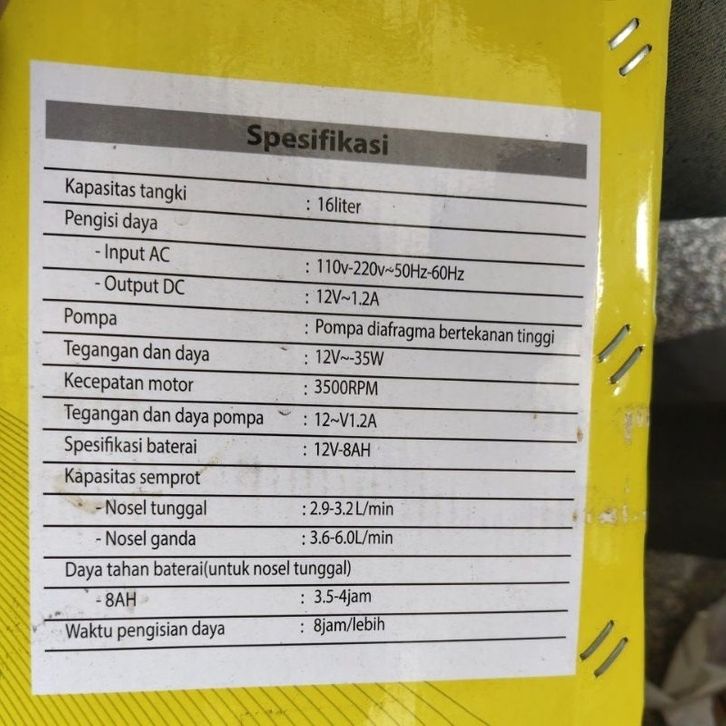 Spesifikasi
Kapasitas tangki : 16liter
Pengisi daya
- Input AC : 110v-220v~50Hz-60Hz
- Output DC : 12V~1.2A
Pompa : Pompa diafragma bertekanan tinggi
Tegangan dan daya : 12V~-35W
Kecepatan motor : 3500RPM
Tegangan dan daya pompa : 12~V1.2A
Spesifikasi baterai : 12V-8AH
Kapasitas semprot
- Nosel tunggal : 2.9-3.2L/min
- Nosel ganda : 3.6-6.0L/min
Daya tahan baterai(untuk nosel tunggal)
- 8AH : 3.5-4jam
Waktu pengisian daya : 8jam/lebih